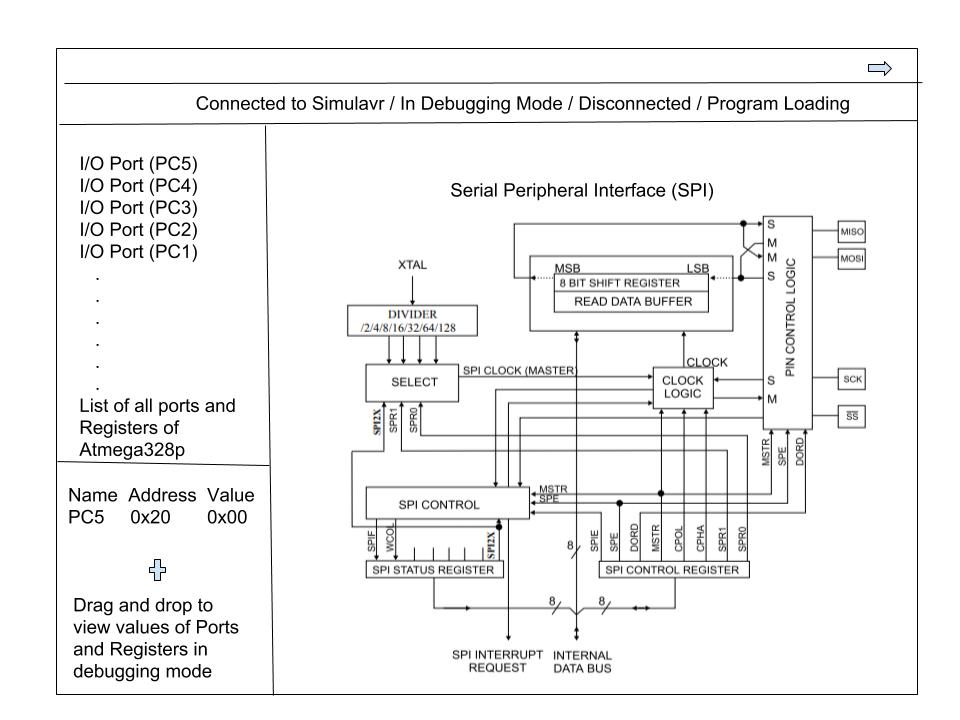 Connected to Simulavr / In Debugging Mode / Disconnected / Program Loading
I/O Port (PC5)
I/O Port (PC4)
I/O Port (PC3)
I/O Port (PC2)
I/O Port (PC1)
.
.
.
.
.
.
List of all ports and
Registers of
Atmega328p
Name Address Value
PC5 0x20 0x00
Drag and drop to
view values of Ports
and Registers in
debugging mode
Serial Peripheral Interface (SPI)
S
MISO
M
M
MOSI
XTAL
MSB LSB
S
8 BIT SHIFT REGISTER
READ DATA BUFFER
PIN CONTROL LOGIC
DIVIDER
/2/4/8/16/32/64/128
CLOCK
SPI CLOCK (MASTER)
SELECT
CLOCK
LOGIC
S
SCK
M
SS
SPI2X
SPR1
SPR0
MSTR
SPE
DORD
MSTR
SPE
SPI CONTROL
SPIF
WCOL
SPI2X
8
SPIE
SPE
DORD
MSTR
CPOL
CPHA
SPR1
SPR0
SPI STATUS REGISTER
SPI CONTROL REGISTER
8
8
SPI INTERRUPT
REQUEST
INTERNAL
DATA BUS